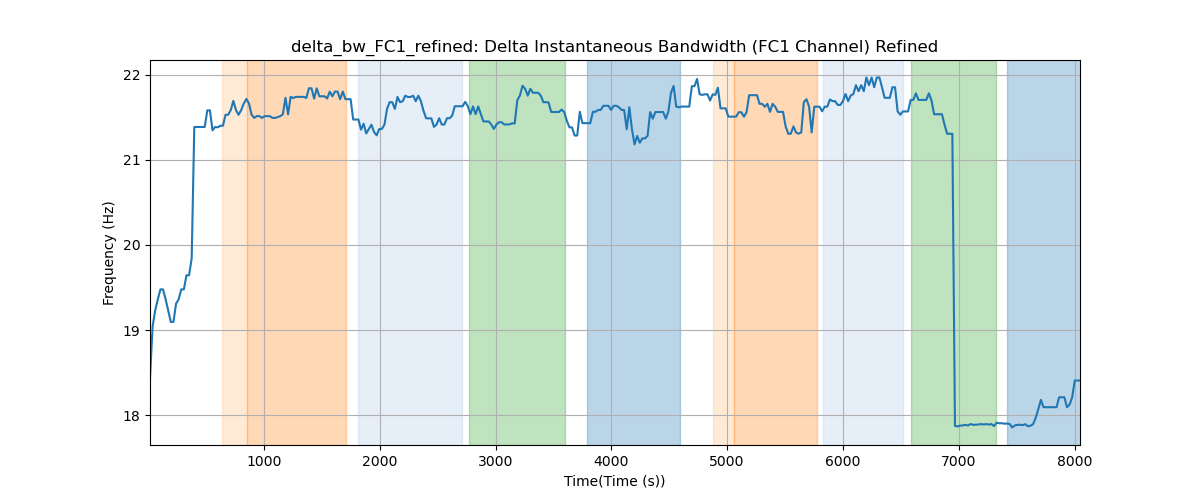 delta_bw_FC1_refined: Delta Instantaneous Bandwidth (FC1 Channel) Refined
22
21
20
19
18
Frequency (Hz)
1000 2000 3000 4000 5000 6000 7000 8000
Time(Time (s))